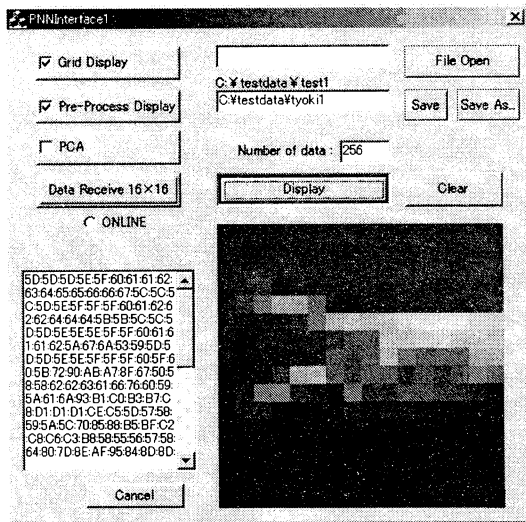 PNNInterface1
Grid Display
File Open
C:¥testdata¥test1
Pre-Process Display
C:¥testdata¥tyoki1
Save
Save As..
PCA
Number of data :
256
Data Receive 16×16
Display
Clear
ONLINE
5D:5D:5D:5E:5F:60:61:61:62:
63:64:65:65:66:66:67:5C:5C:5
C:5D:5E:5F:5F:5F:60:61:62:6
2:62:64:64:64:5B:5B:5C:5C:5
D:5D:5E:5E:5E:5F:5F:60:61:6
1:61:62:5A:67:6A:53:59:5D:5
D:5D:5E:5E:5F:5F:5F:60:5F:6
0:5B:72:90:AB:A7:8F:67:50:5
8:58:62:62:63:61:66:76:60:59:
5A:61:6A:93:B1:C0:B3:B7:C
8:D1:D1:D1:CE:C5:5D:57:58:
59:5A:5C:70:85:88:B5:BF:C2
:C8:C6:C3:B8:58:55:56:57:58:
64:80:7D:8E:AF:95:84:8D:8D:
Cancel